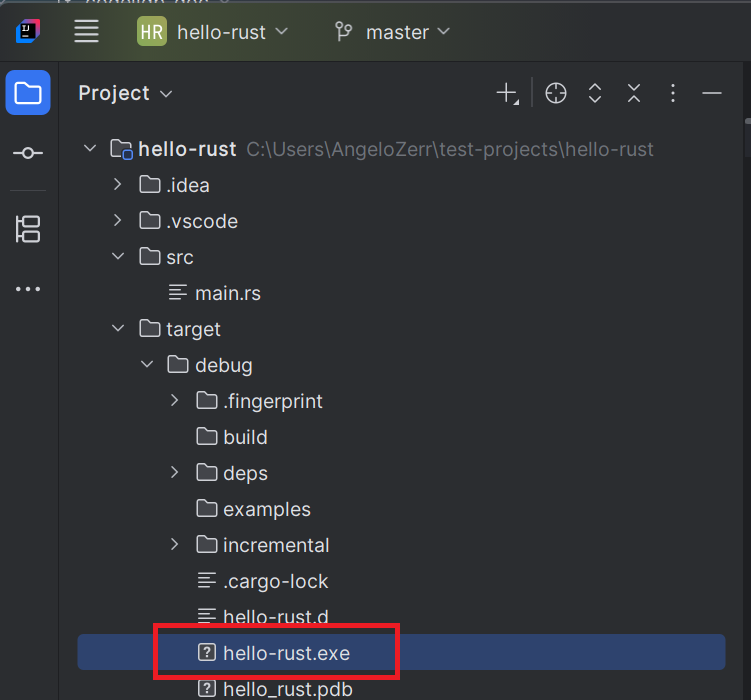 HR hello-rust master
Project
hello-rust C:\Users\AngeloZerr\test-projects\hello-rust
.idea
.vscode
src
main.rs
target
debug
.fingerprint
build
deps
examples
incremental
.cargo-lock
hello-rust.d
hello-rust.exe
hello_rust.pdb